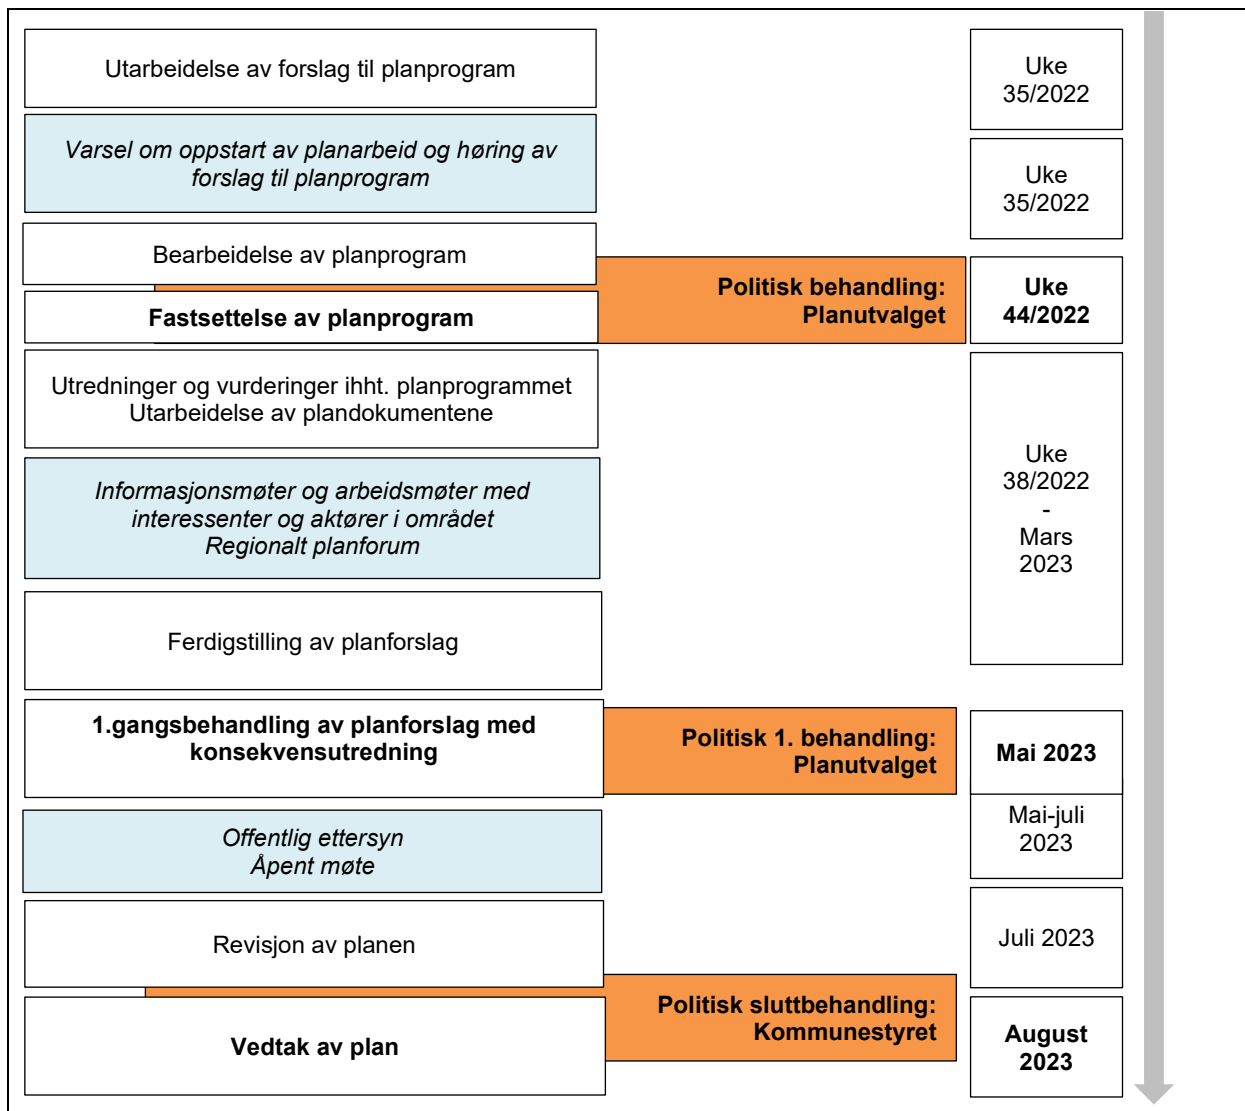 Utarbeidelse av forslag til planprogram
Uke
35/2022
Varsel om oppstart av planarbeid og høring av
forslag til planprogram
Uke
35/2022
Bearbeidelse av planprogram
Fastsettelse av planprogram
Politisk behandling:
Planutvalget
Uke
44/2022
Utredninger og vurderinger ihht. planprogrammet
Utarbeidelse av plandokumentene
Informasjonsmøter og arbeidsmøter med
interessenter og aktører i området
Regionalt planforum
Ferdigstilling av planforslag
Uke
38/2022
-
Mars
2023
1.gangsbehandling av planforslag med
konsekvensutredning
Politisk 1. behandling:
Planutvalget
Mai 2023
Offentlig ettersyn
Åpent møte
Mai-juli
2023
Revisjon av planen
Juli 2023
Vedtak av plan
Politisk sluttbehandling:
Kommunestyret
August
2023